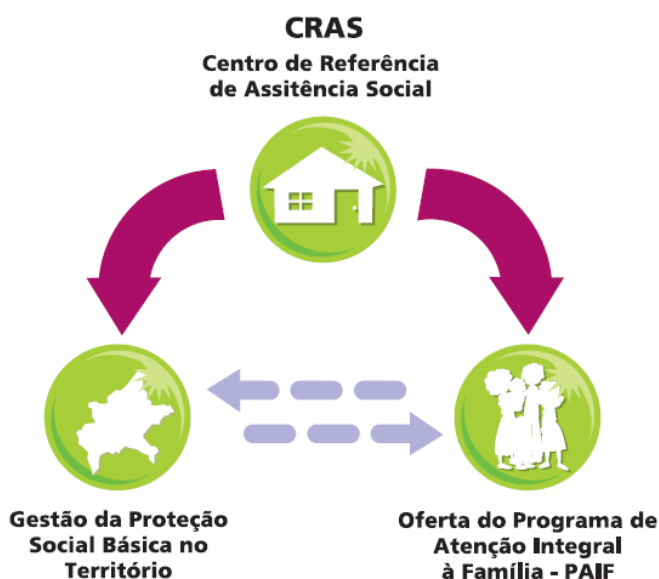 CRAS
Centro de Referência
de Assitência Social
Gestão da Proteção
Social Básica no
Território
Oferta do Programa de
Atenção Integral
à Família - PAIF